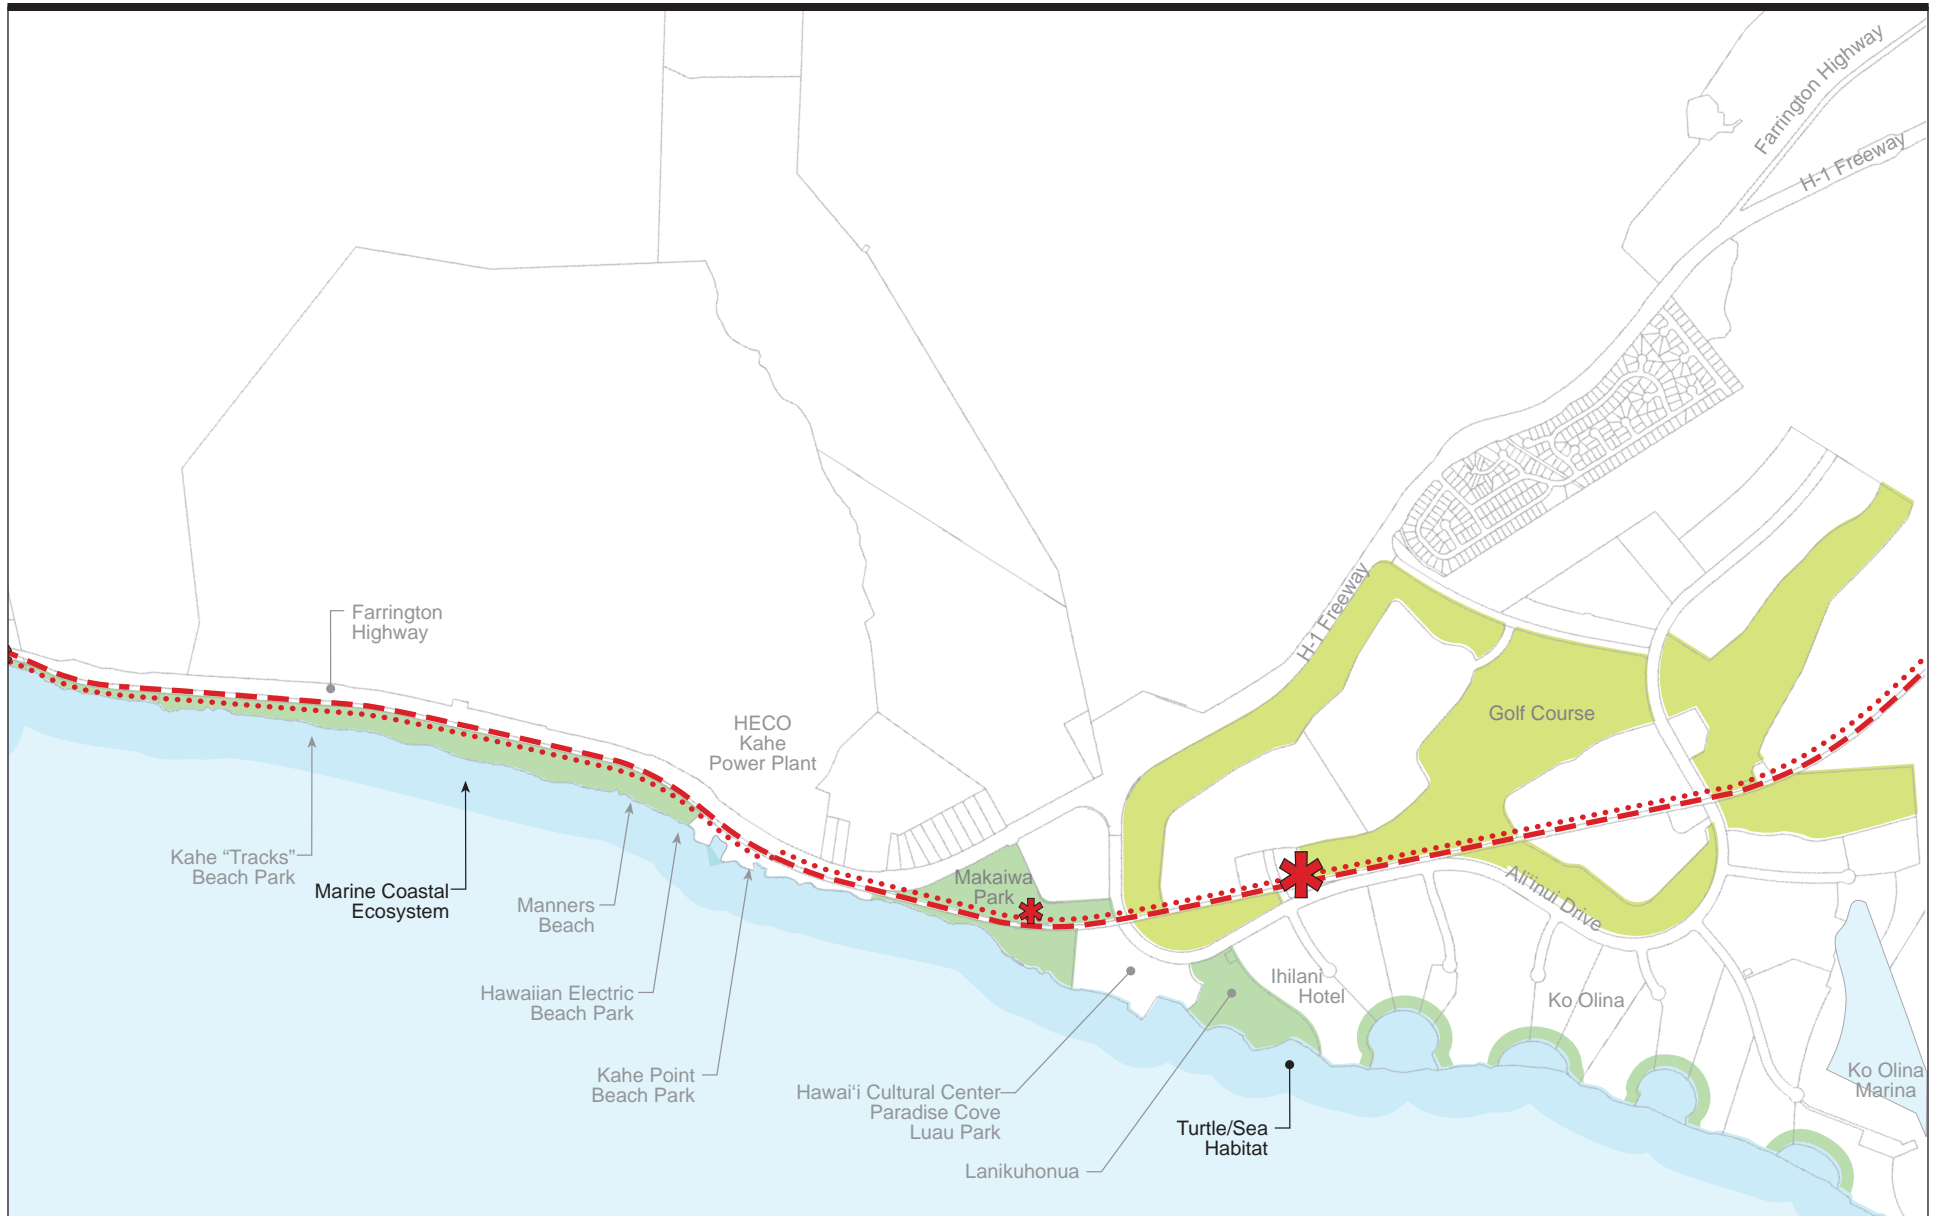 Farrington Highway
H-1 Freeway
H-1 Freeway
Farrington
Highway
HECO
Kahe
Power Plant
Golf Course
Kahe “Tracks”
Beach Park
Marine Coastal
Ecosystem
Manners
Beach
Makaiwa
Park
Ali‘inui Drive
Hawaiian Electric
Beach Park
Ihilani
Hotel
Ko Olina
Kahe Point
Beach Park
Hawai‘i Cultural Center
Paradise Cove
Luau Park
Ko Olina
Marina
Turtle/Sea
Habitat
Lanikuhonua